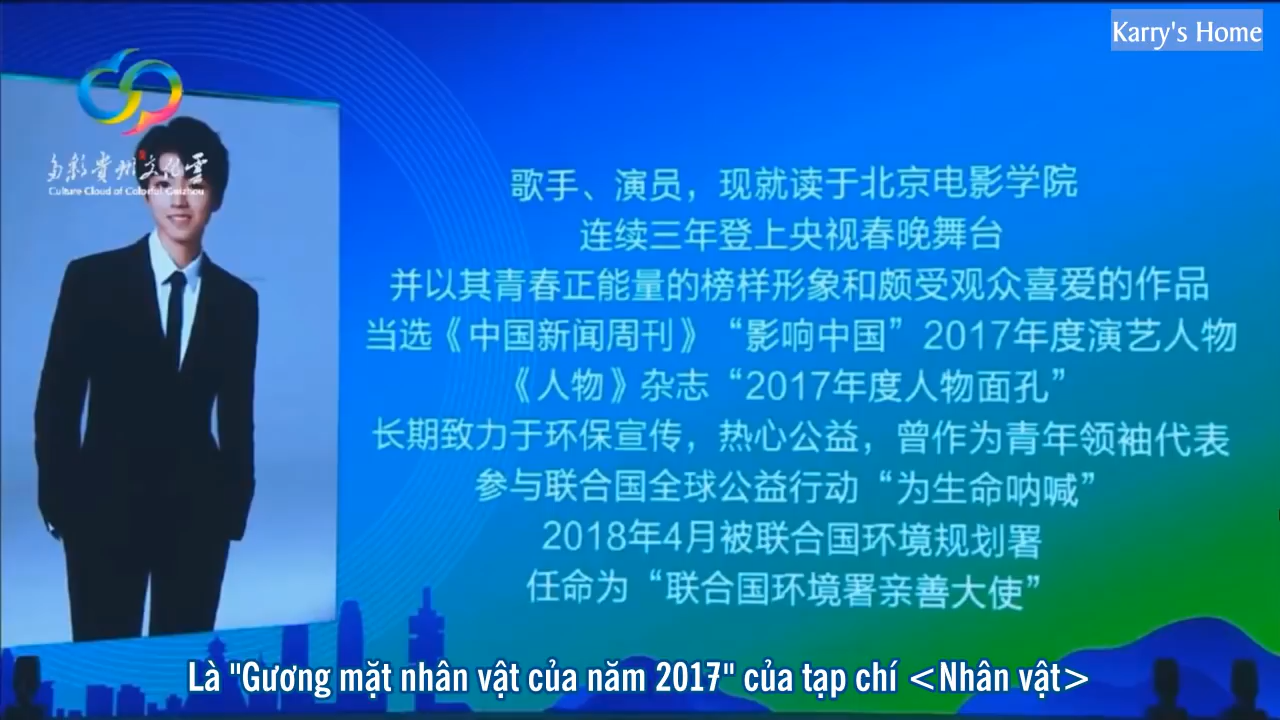 Karry's Home
多彩贵州文化云
Culture Cloud of Colorful Guizhou
歌手、演员，现就读于北京电影学院
连续三年登上央视春晚舞台
并以其青春正能量的榜样形象和颇受观众喜爱的作品
当选《中国新闻周刊》“影响中国”2017年度演艺人物
《人物》杂志“2017年度人物面孔”
长期致力于环保宣传，热心公益，曾作为青年领袖代表
参与联合国全球公益行动“为生命呐喊”
2018年4月被联合国环境规划署
任命为“联合国环境署亲善大使”
Là "Gương mặt nhân vật của năm 2017" của tạp chí <Nhân vật>